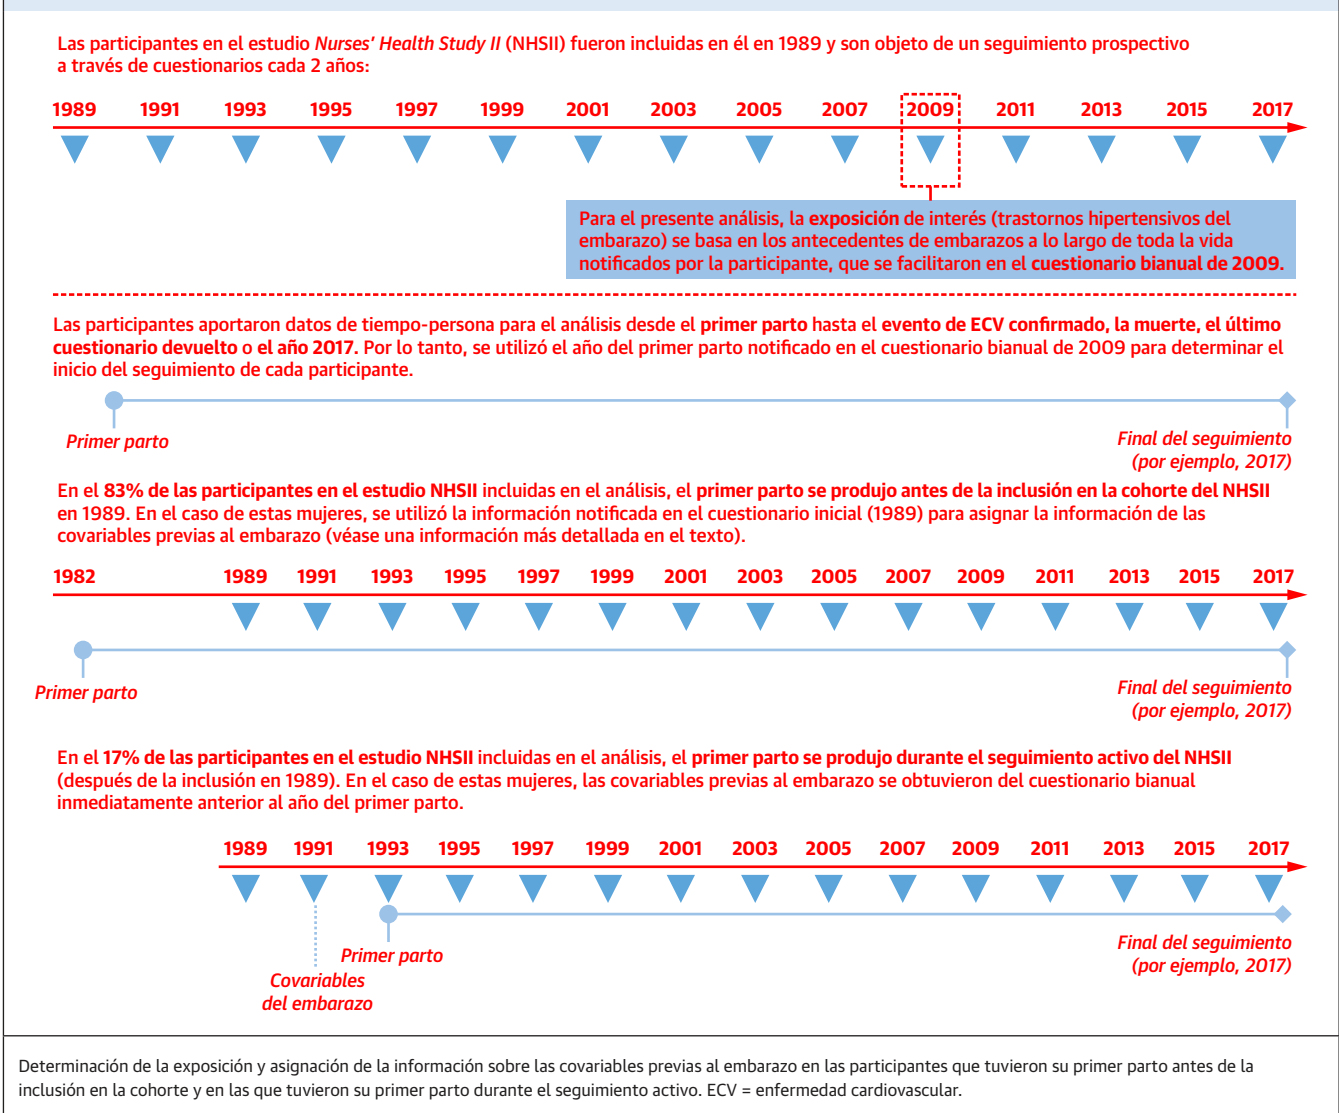 Las participantes en el estudio Nurses' Health Study II (NHSII) fueron incluidas en él en 1989 y son objeto de un seguimiento prospectivo
a través de cuestionarios cada 2 años:
1989 1991 1993 1995 1997 1999 2001 2003 2005 2007 2009 2011 2013 2015 2017
Para el presente análisis, la exposición de interés (trastornos hipertensivos del
embarazo) se basa en los antecedentes de embarazos a lo largo de toda la vida
notificados por la participante, que se facilitaron en el cuestionario bianual de 2009.
Las participantes aportaron datos de tiempo-persona para el análisis desde el primer parto hasta el evento de ECV confirmado, la muerte, el último
cuestionario devuelto o el año 2017. Por lo tanto, se utilizó el año del primer parto notificado en el cuestionario bianual de 2009 para determinar el
inicio del seguimiento de cada participante.
Primer parto
Final del seguimiento
(por ejemplo, 2017)
En el 83% de las participantes en el estudio NHSII incluidas en el análisis, el primer parto se produjo antes de la inclusión en la cohorte del NHSII
en 1989. En el caso de estas mujeres, se utilizó la información notificada en el cuestionario inicial (1989) para asignar la información de las
covariables previas al embarazo (véase una información más detallada en el texto).
1982 1989 1991 1993 1995 1997 1999 2001 2003 2005 2007 2009 2011 2013 2015 2017
Primer parto
Final del seguimiento
(por ejemplo, 2017)
En el 17% de las participantes en el estudio NHSII incluidas en el análisis, el primer parto se produjo durante el seguimiento activo del NHSII
(después de la inclusión en 1989). En el caso de estas mujeres, las covariables previas al embarazo se obtuvieron del cuestionario bianual
inmediatamente anterior al año del primer parto.
1989 1991 1993 1995 1997 1999 2001 2003 2005 2007 2009 2011 2013 2015 2017
Primer parto
Covariables
del embarazo
Final del seguimiento
(por ejemplo, 2017)
Determinación de la exposición y asignación de la información sobre las covariables previas al embarazo en las participantes que tuvieron su primer parto antes de la
inclusión en la cohorte y en las que tuvieron su primer parto durante el seguimiento activo. ECV = enfermedad cardiovascular.